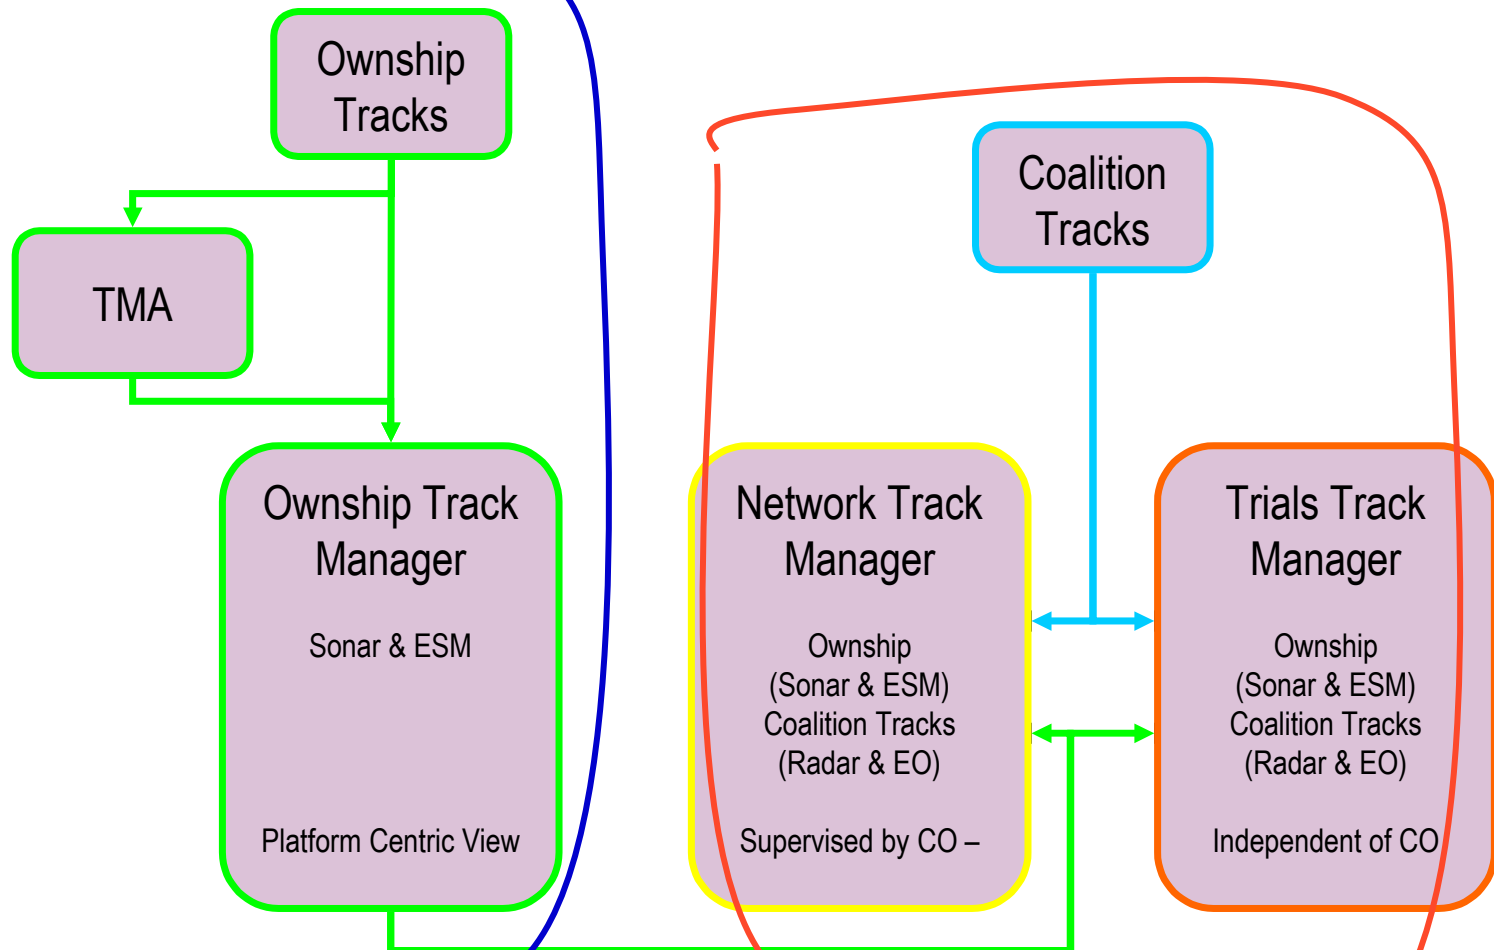 Ownship
Tracks
Coalition
Tracks
TMA
Ownship Track
Manager
Sonar & ESM
Platform Centric View
Network Track
Manager
Ownship
(Sonar & ESM)
Coalition Tracks
(Radar & EO)
Supervised by CO –
Trials Track
Manager
Ownship
(Sonar & ESM)
Coalition Tracks
(Radar & EO)
Independent of CO